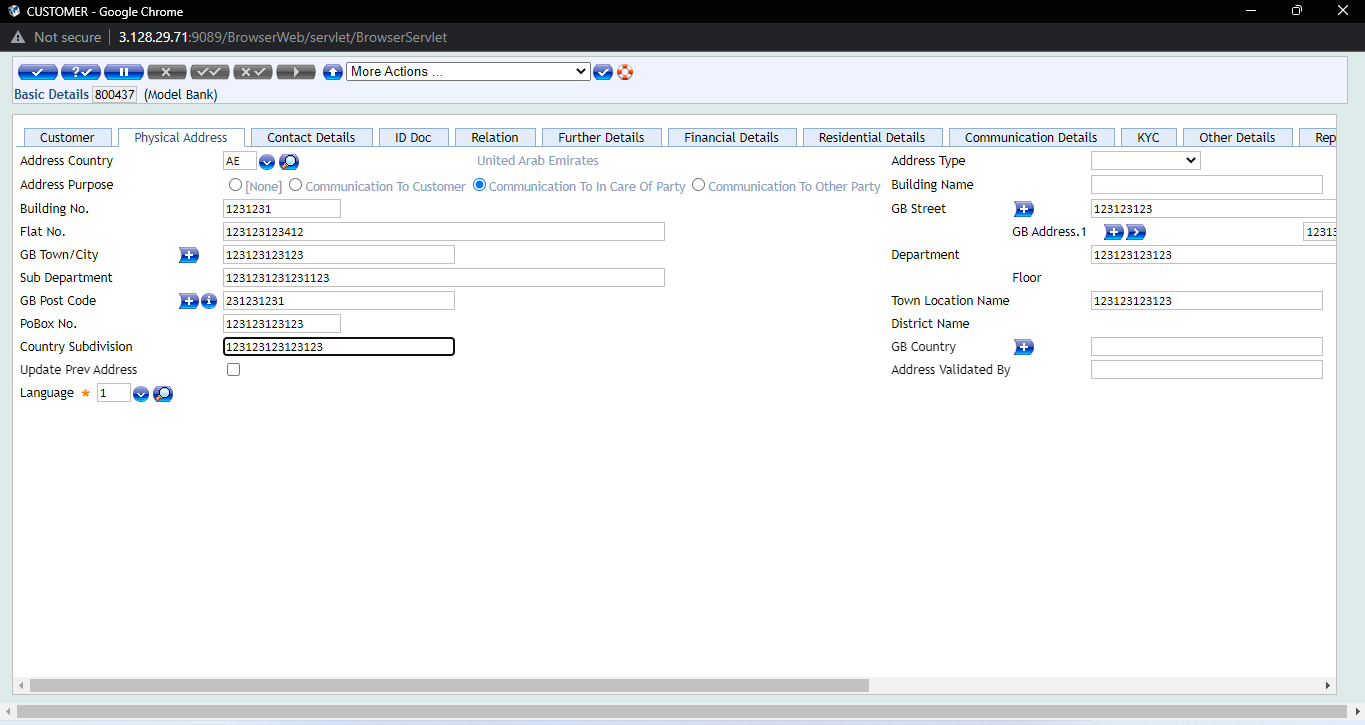 CUSTOMER - Google Chrome
Not secure 3.128.29.71:9089/BrowserWeb/servlet/BrowserServlet
More Actions ...
Basic Details 800437 (Model Bank)
Customer Physical Address Contact Details ID Doc Relation Further Details Financial Details Residential Details Communication Details KYC Other Details Rep
Address Country AE United Arab Emirates Address Type
Address Purpose [None] Communication To Customer Communication To In Care Of Party Communication To Other Party Building Name
Building No. 1231231 GB Street 123123123
Flat No. 123123123412 GB Address.1 12313
GB Town/City 123123123123 Department 123123123123
Sub Department 1231231231231123 Floor
GB Post Code 231231231 Town Location Name 123123123123
PoBox No. 123123123123 District Name
Country Subdivision 123123123123123 GB Country
Update Prev Address Address Validated By
Language * 1